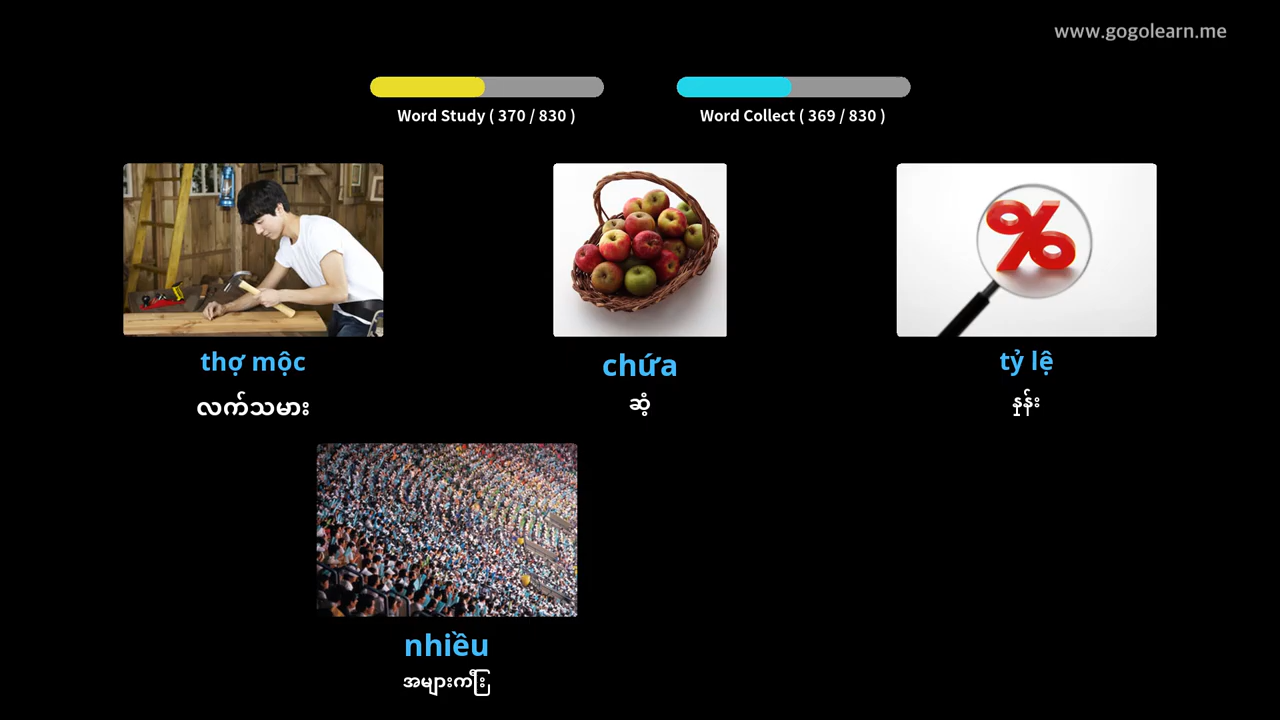 www.gogolearn.me
Word Study ( 370 / 830 )
Word Collect ( 369 / 830 )
thợ mộc
လက်သမား
chứa
ဆံ့
tỷ lệ
နှုန်း
nhiều
အများကြီး